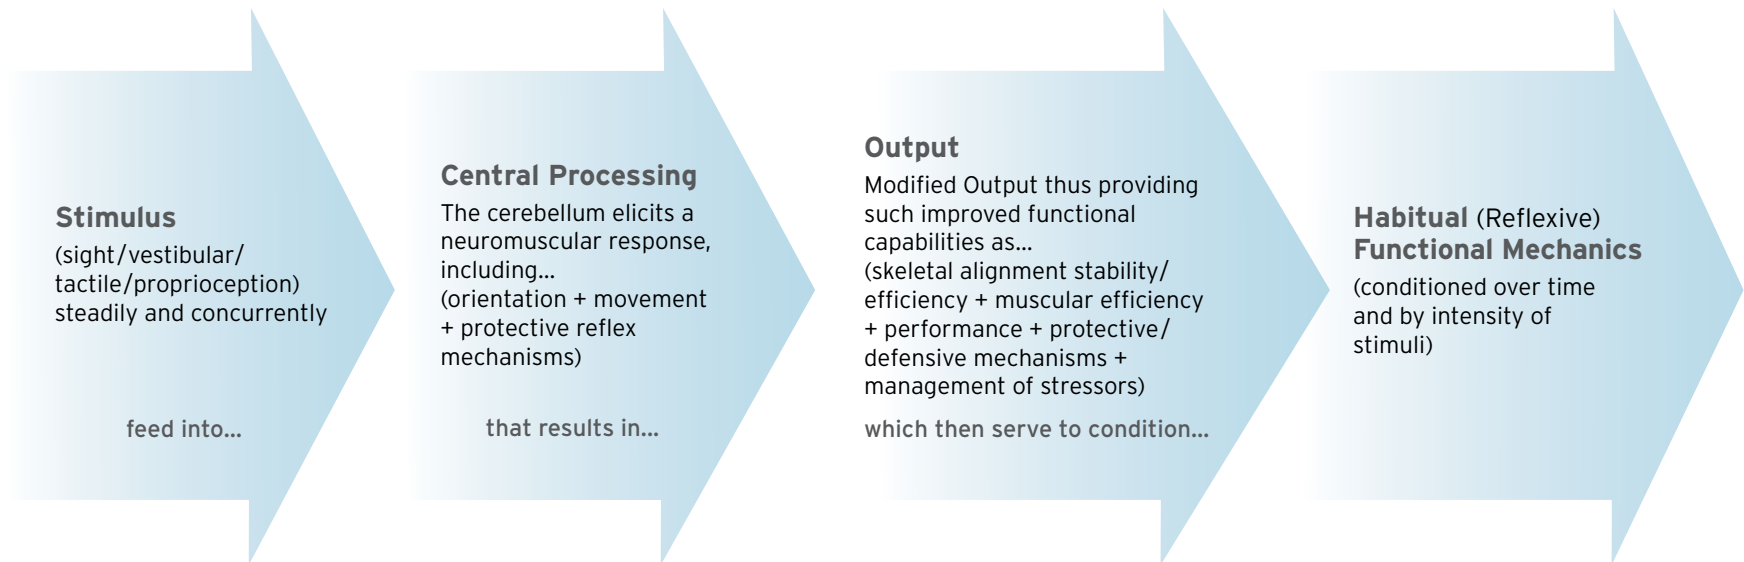 Stimulus
(sight/vestibular/
tactile/proprioception)
steadily and concurrently
feed into...
Central Processing
The cerebellum elicits a
neuromuscular response,
including...
(orientation + movement
+ protective reflex
mechanisms)
that results in...
Output
Modified Output thus providing
such improved functional
capabilities as...
(skeletal alignment stability/
efficiency + muscular efficiency
+ performance + protective/
defensive mechanisms +
management of stressors)
which then serve to condition...
Habitual (Reflexive)
Functional Mechanics
(conditioned over time
and by intensity of
stimuli)